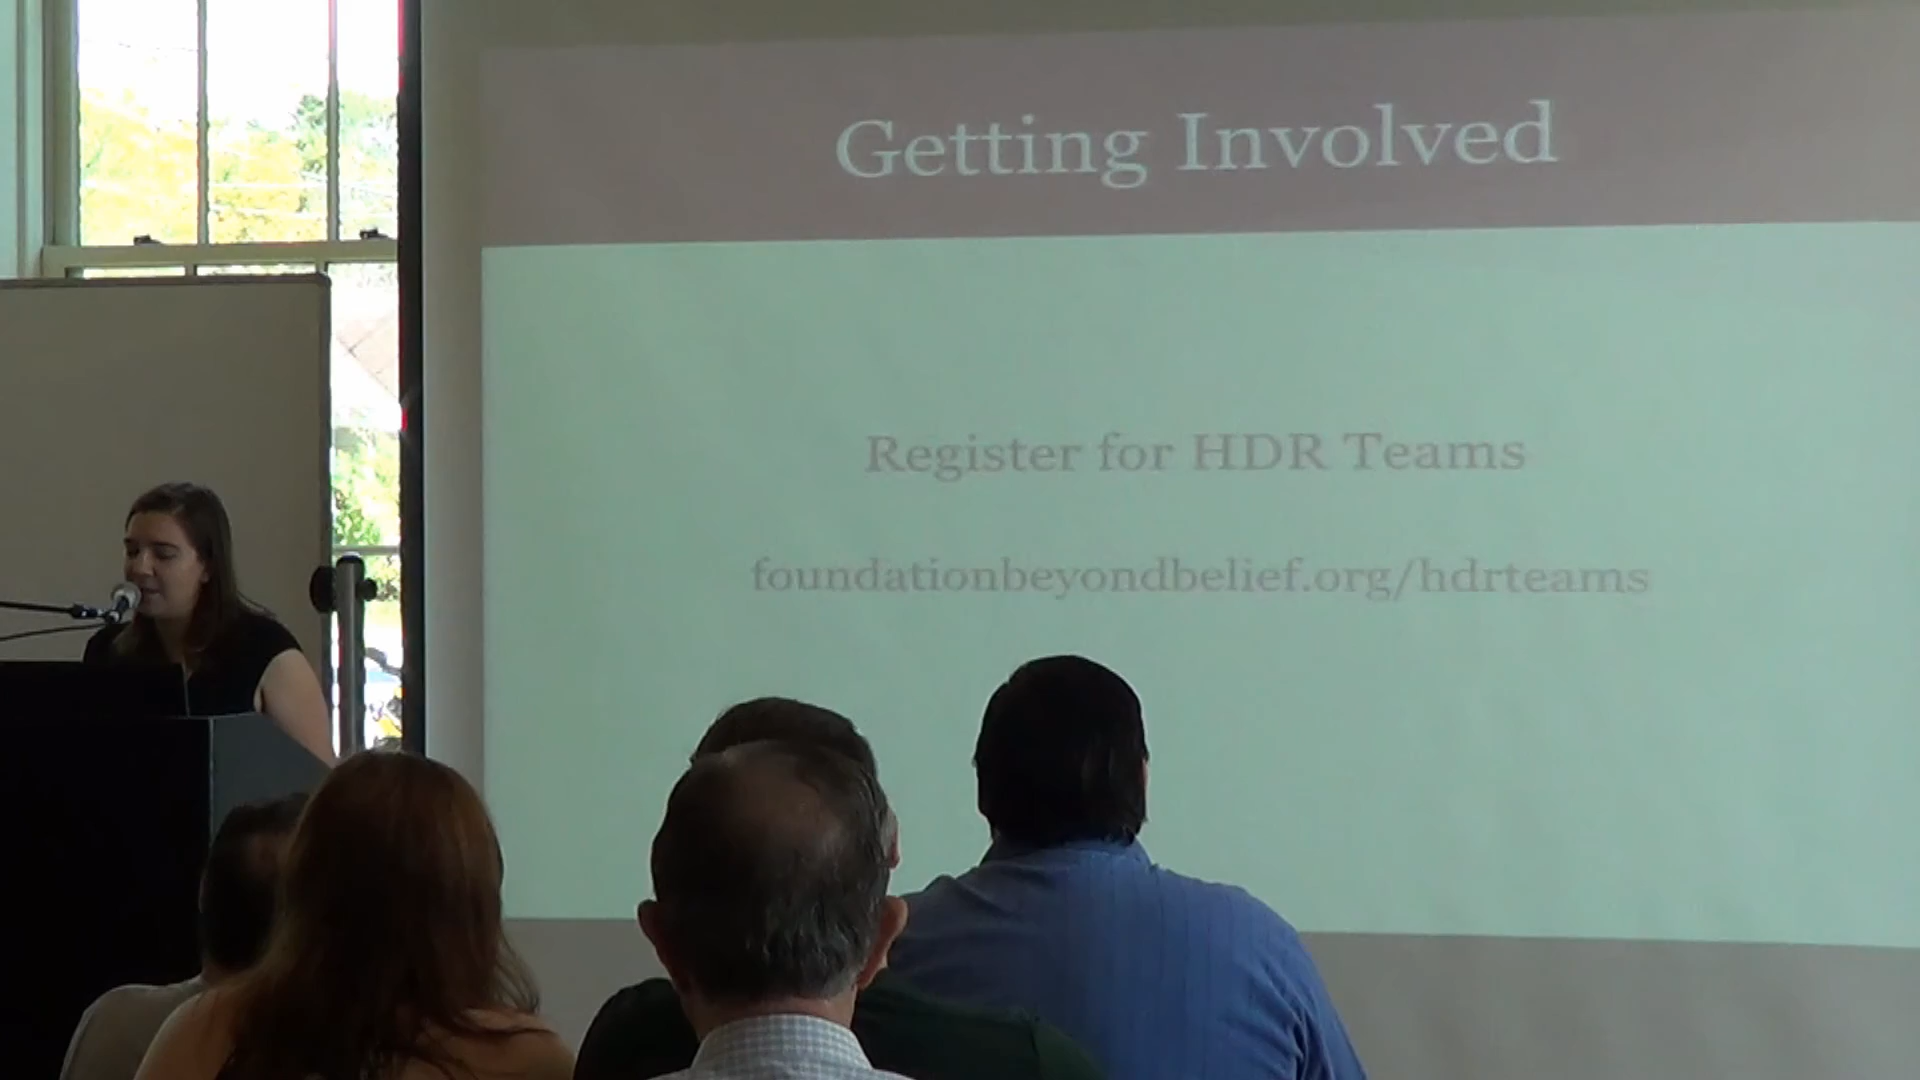 Getting Involved
Register for HDR Teams
foundationbeyondbelief.org/hdrteams